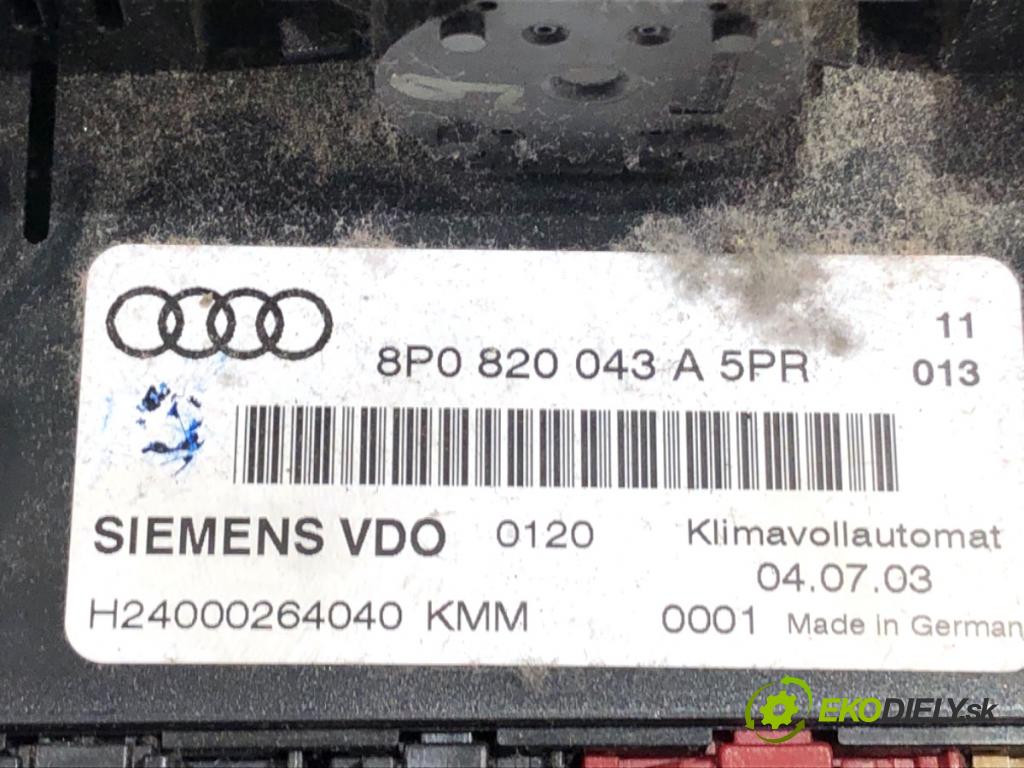 8P0 820 043 A 5PR
11
013
SIEMENS VDO 0120 Klimavollautomat
04.07.03
H24000264040 KMM 0001 Made in German
EKODIELY.sk